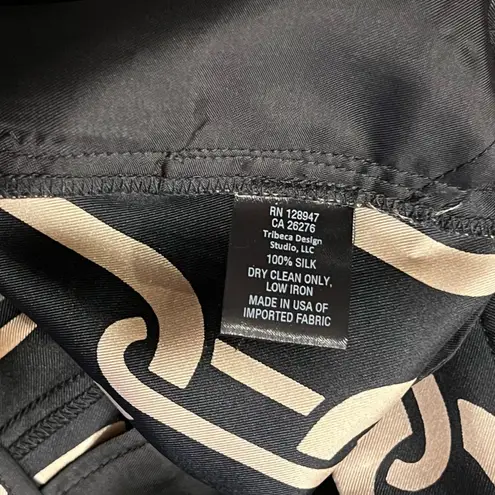 RN 128947
CA 26276
Tribeca Design
Studio, LLC
100% SILK
DRY CLEAN ONLY,
LOW IRON
MADE IN USA OF
IMPORTED FABRIC